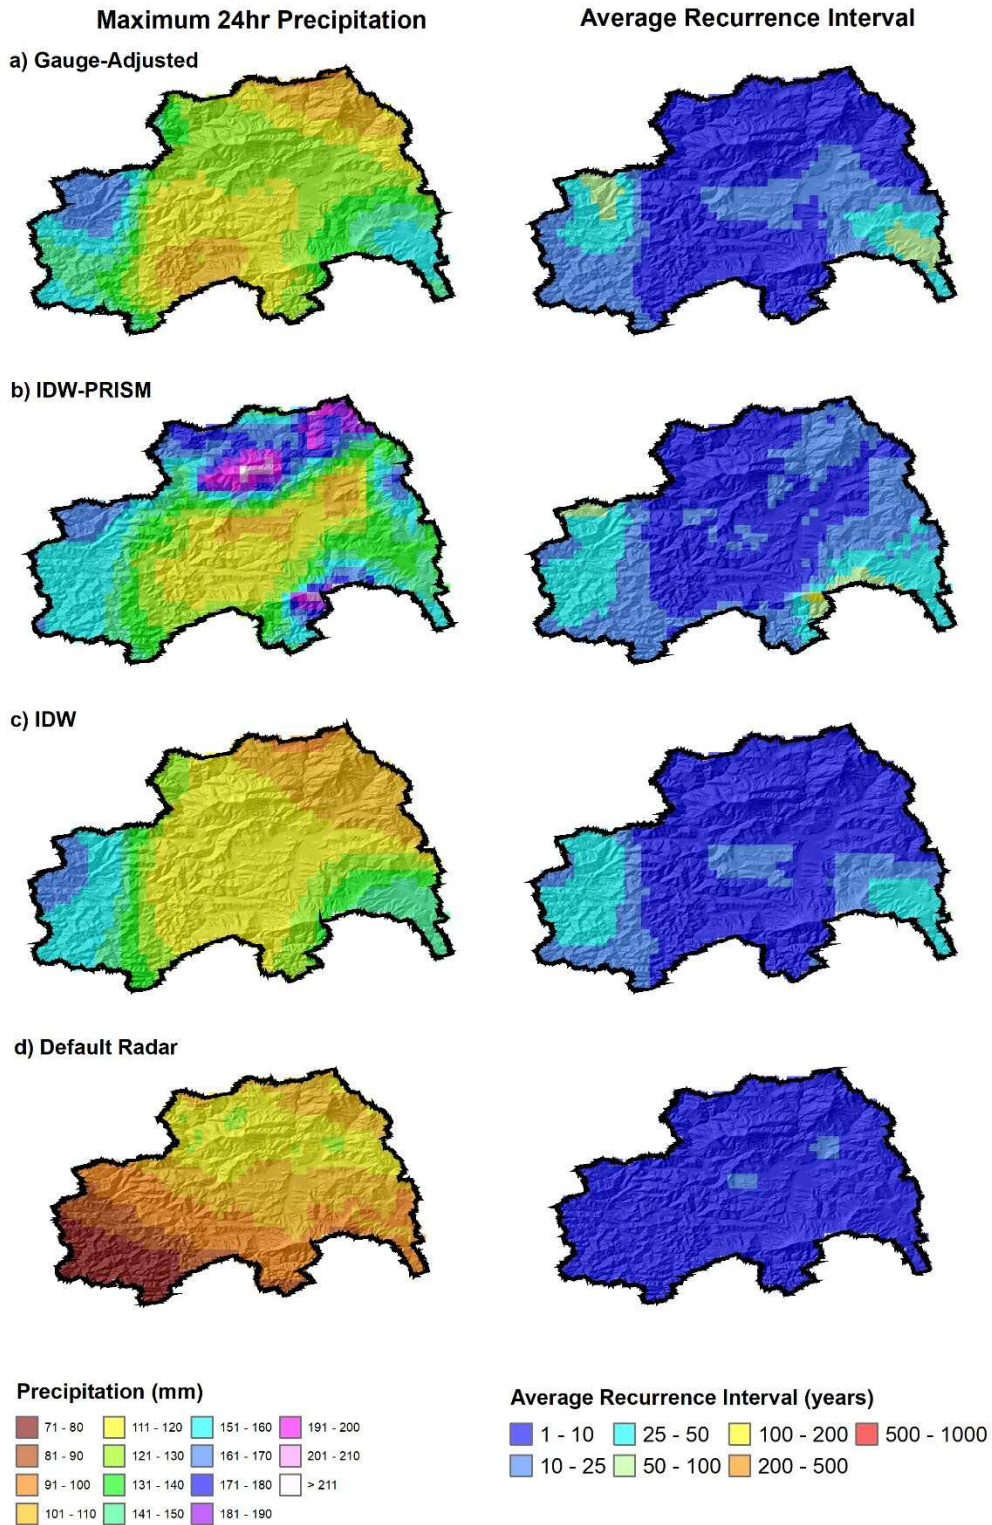 Maximum 24hr Precipitation
Average Recurrence Interval
a) Gauge-Adjusted
b) IDW-PRISM
c) IDW
d) Default Radar
Precipitation (mm)
71 - 80
111 - 120
151 - 160
191 - 200
81 - 90
121 - 130
161 - 170
201 - 210
91 - 100
131 - 140
171 - 180
> 211
101 - 110
141 - 150
181 - 190
Average Recurrence Interval (years)
1 - 10
25 - 50
100 - 200
500 - 1000
10 - 25
50 - 100
200 - 500